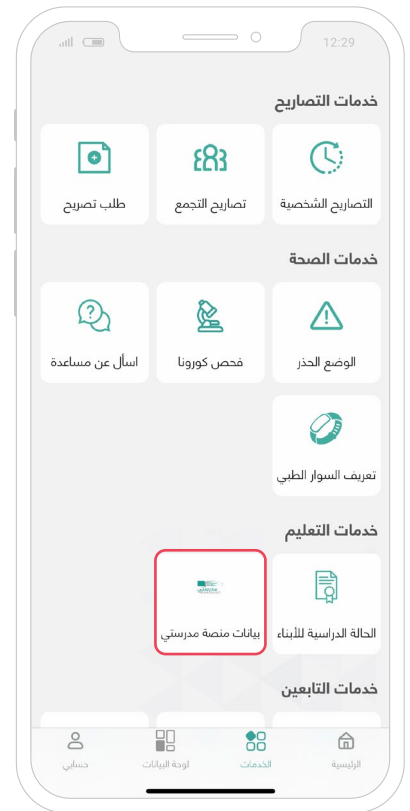 12:29
خدمات التصاريح
التصاريح الشخصية
تصاريح التجمع
طلب تصريح
خدمات الصحة
الوضع الحذر
فحص كورونا
اسأل عن مساعدة
تعريف السوار الطبي
خدمات التعليم
الحالة الدراسية للأبناء
مدرستي
بيانات منصة مدرستي
خدمات التابعين
الرئيسية
الخدمات
لوحة البيانات
حسابي